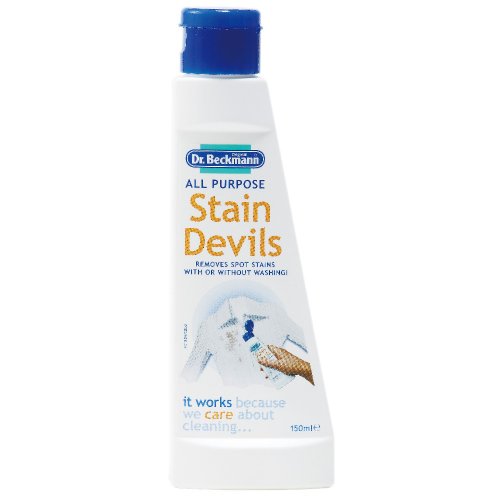 Original
Dr. Beckmann
ALL PURPOSE
Stain
Devils
REMOVES SPOT STAINS
WITH OR WITHOUT WASHING!
it works because
we care about
cleaning...
150ml e